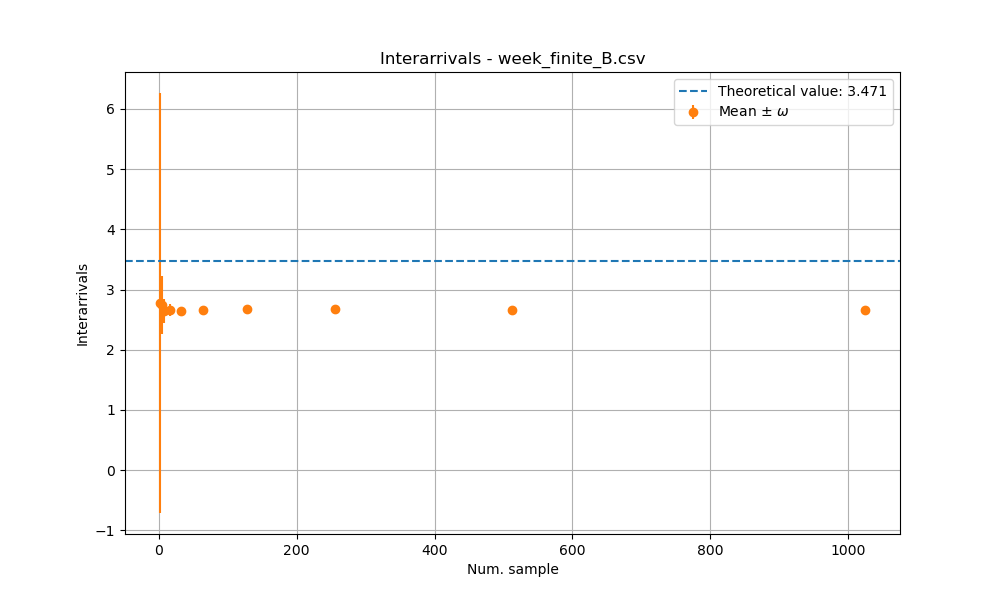 Interarrivals - week_finite_B.csv
Theoretical value: 3.471
Mean ± ω
Interarrivals
6
5
4
3
2
1
0
−1
0 200 400 600 800 1000
Num. sample